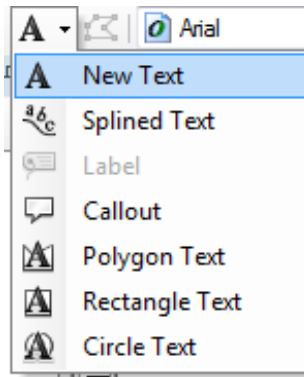 A Arial
New Text
Splined Text
Label
Callout
Polygon Text
Rectangle Text
Circle Text